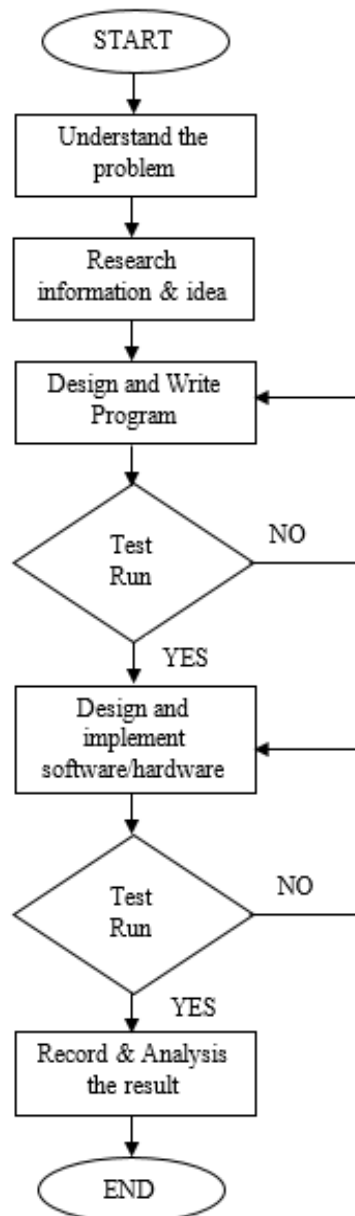 START
Understand the
problem
Research
information & idea
Design and Write
Program
Test
Run
NO
YES
Design and
implement
software/hardware
Test
Run
NO
YES
Record & Analysis
the result
END